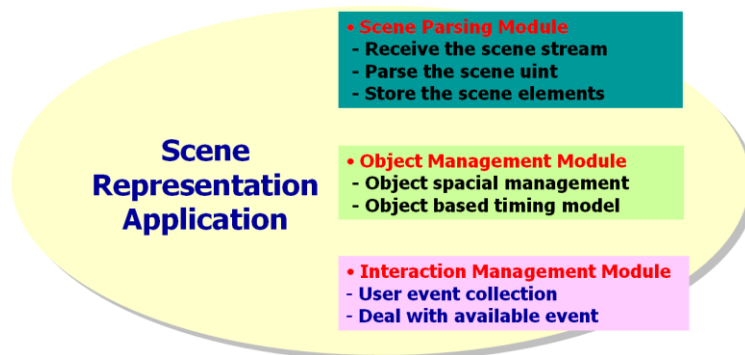 Scene
Representation
Application
• Scene Parsing Module
- Receive the scene stream
- Parse the scene uint
- Store the scene elements
• Object Management Module
- Object spacial management
- Object based timing model
• Interaction Management Module
- User event collection
- Deal with available event